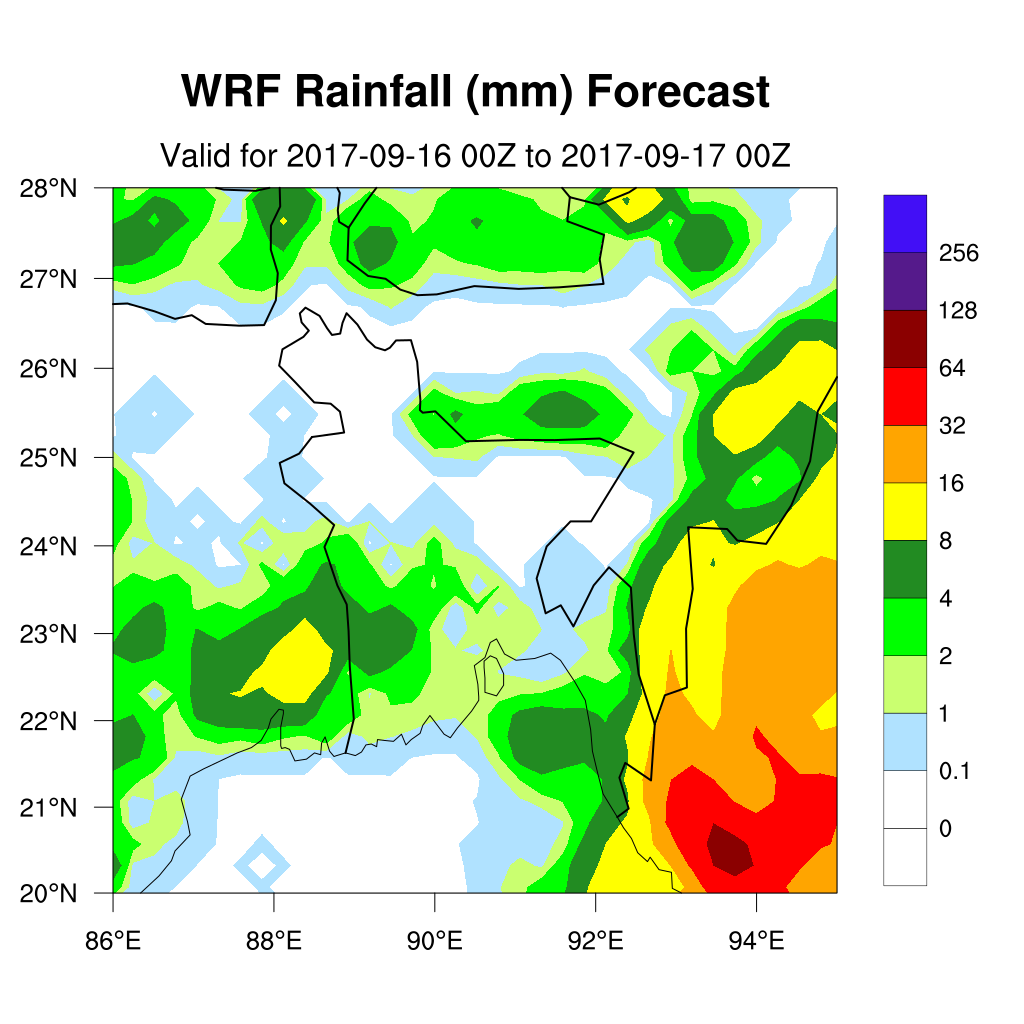 WRF Rainfall (mm) Forecast
Valid for 2017-09-16 00Z to 2017-09-17 00Z
28°N
27°N
26°N
25°N
24°N
23°N
22°N
21°N
20°N
86°E 88°E 90°E 92°E 94°E
256
128
64
32
16
8
4
2
1
0.1
0